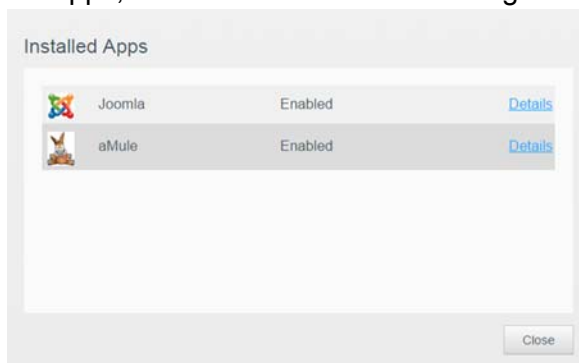 Installed Apps
Joomla Enabled Details
aMule Enabled Details
Close